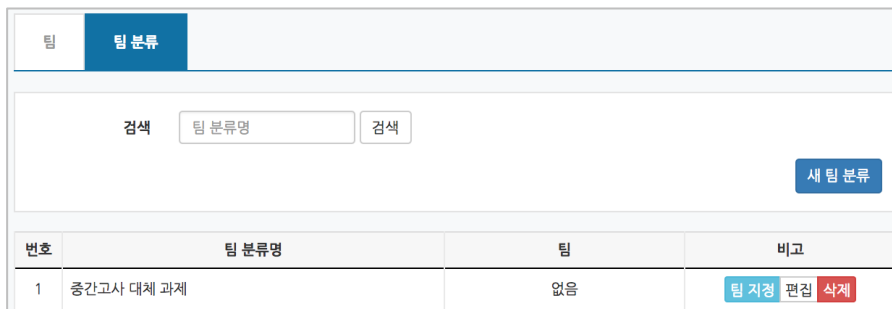 팀 팀 분류
검색 팀 분류명 검색
새 팀 분류
번호 팀 분류명 팀 비고
1 중간고사 대체 과제 없음 팀 지정 편집 삭제